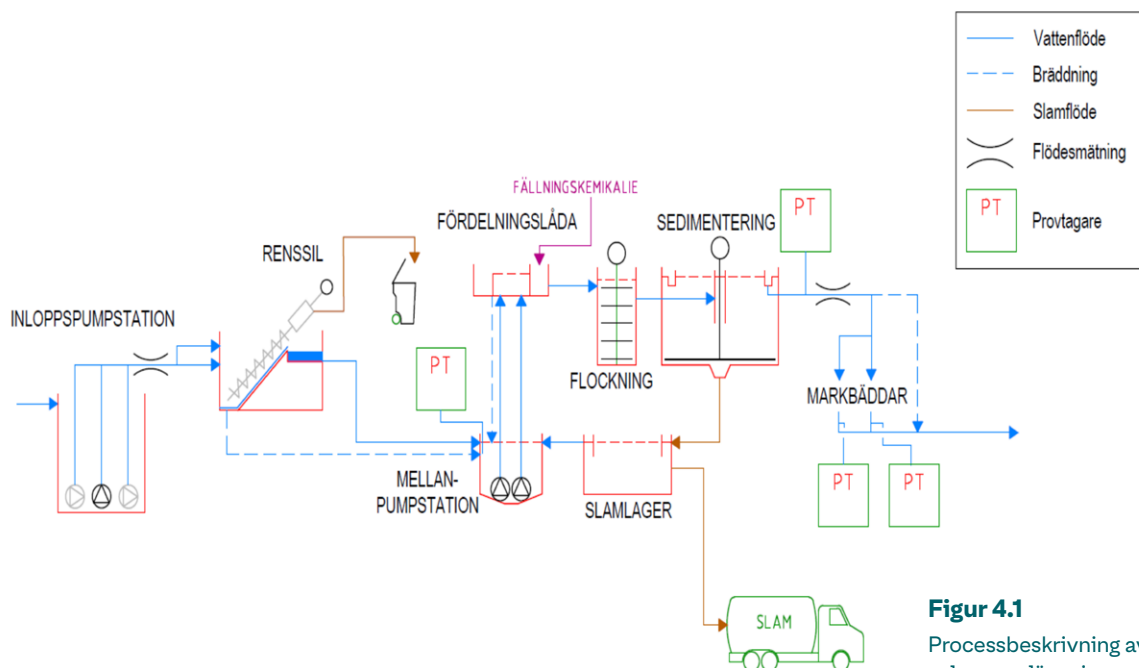 Vattenflöde
Bräddning
Slamflöde
Flödesmätning
PT
Provtagare
FÄLLNINGSKEMIKALIE
FÖRDELNINGSLÅDA
SEDIMENTERING
PT
RENSSIL
INLOPPSPUMPSTATION
PT
FLOCKNING
MARKBÄDDAR
MELLAN-
PUMPSTATION
SLAMLAGER
PT
PT
SLAM
Figur 4.1
Processbeskrivning av